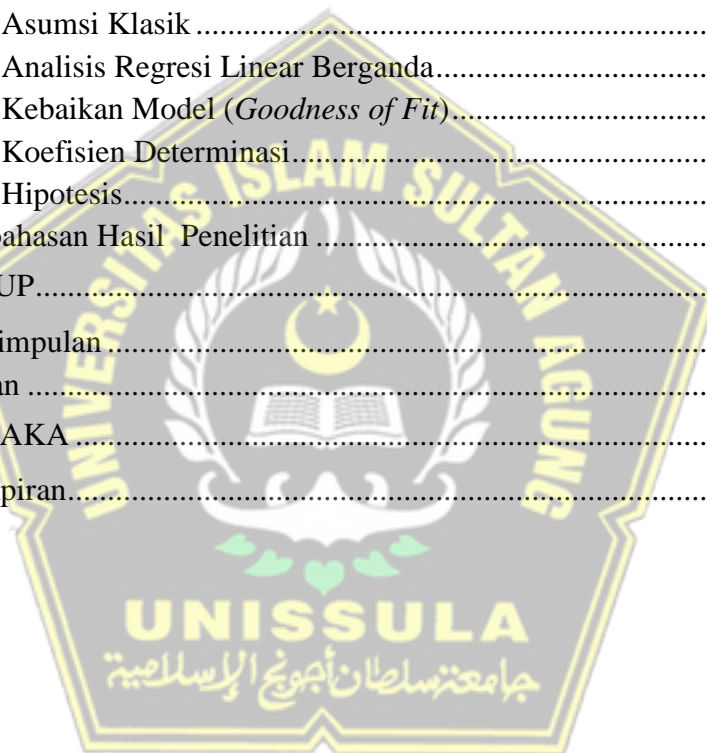 Asumsi Klasik
Analisis Regresi Linear Berganda
Kebaikan Model (Goodness of Fit)
Koefisien Determinasi
Hipotesis
bahasan Hasil Penelitian
UP
impulan
an
AKA
piran
UNIVERSITAS ISLAM SULTAN AGUNG
UNISSULA
جامعة سلطان أجونج الإسلامية